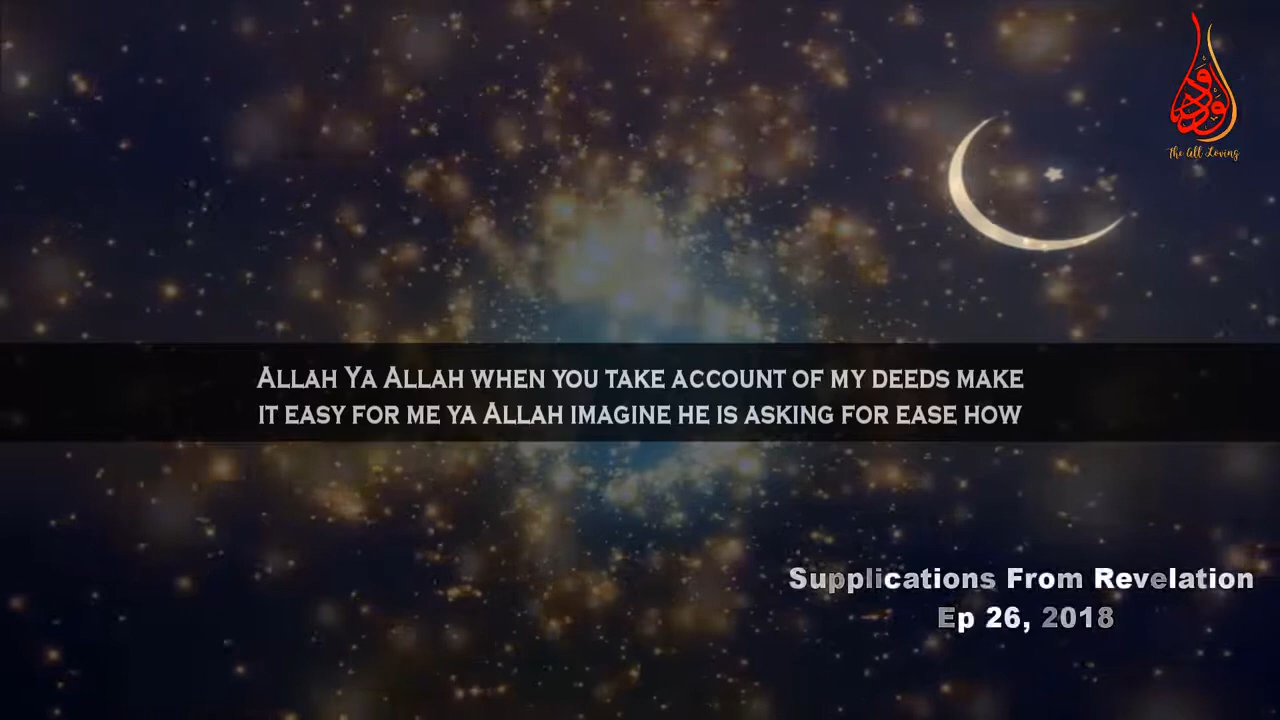 الودود
The All Loving
Allah Ya Allah when you take account of my deeds make
it easy for me ya Allah imagine he is asking for ease how
Supplications From Revelation
Ep 26, 2018